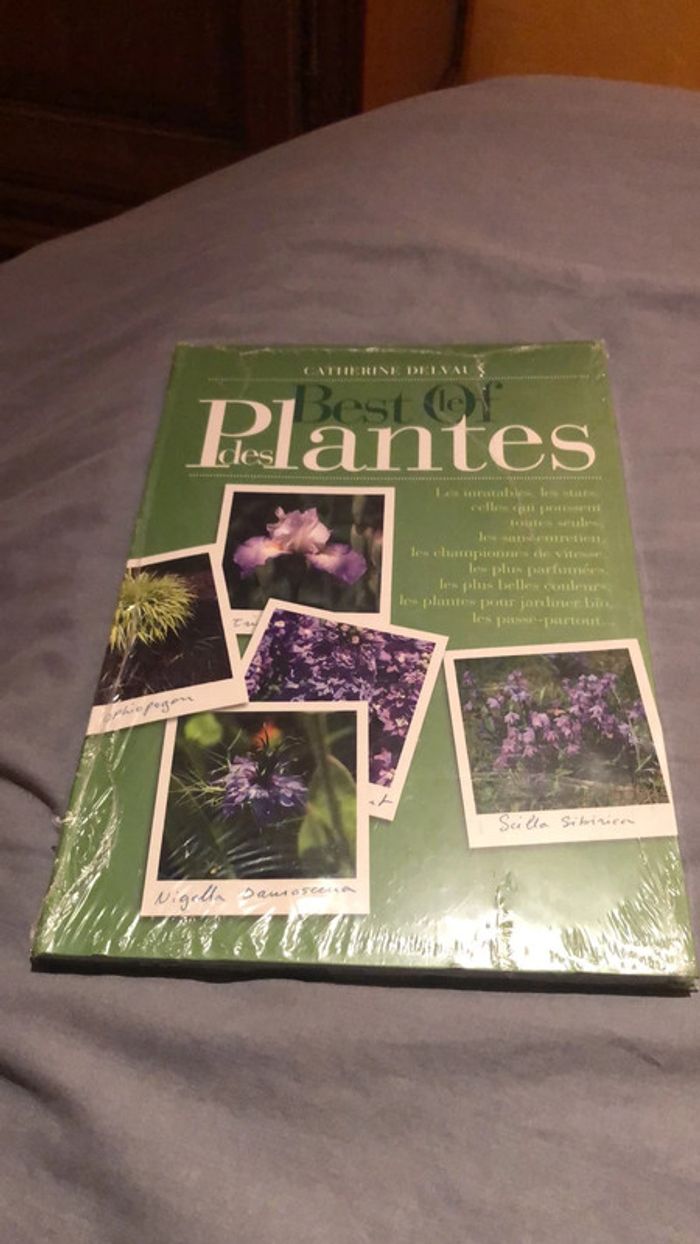 CATHERINE DELVAUX
Best (le) Of
des Plantes
Les inratables, les stars,
celles qui poussent
toutes seules,
les sans-entretien,
les championnes de vitesse,
les plus parfumées,
les plus belles couleurs,
les plantes pour jardiner bio,
les passe-partout...
ophiopogon
Nigella Damascena
Scilla Sibirica